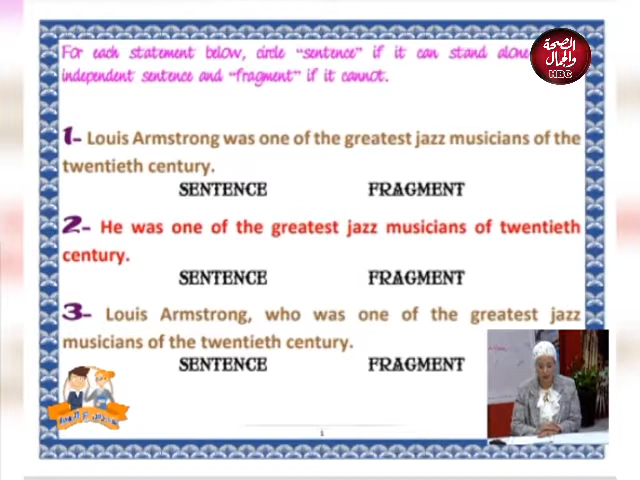 For each statement below, circle "sentence" if it can stand alone
independent sentence and "fragment" if it cannot.
الصحة
والجمال
HBC
1- Louis Armstrong was one of the greatest jazz musicians of the
twentieth century.
SENTENCE FRAGMENT
2- He was one of the greatest jazz musicians of twentieth
century.
SENTENCE FRAGMENT
3- Louis Armstrong, who was one of the greatest jazz
musicians of the twentieth century.
SENTENCE FRAGMENT
1